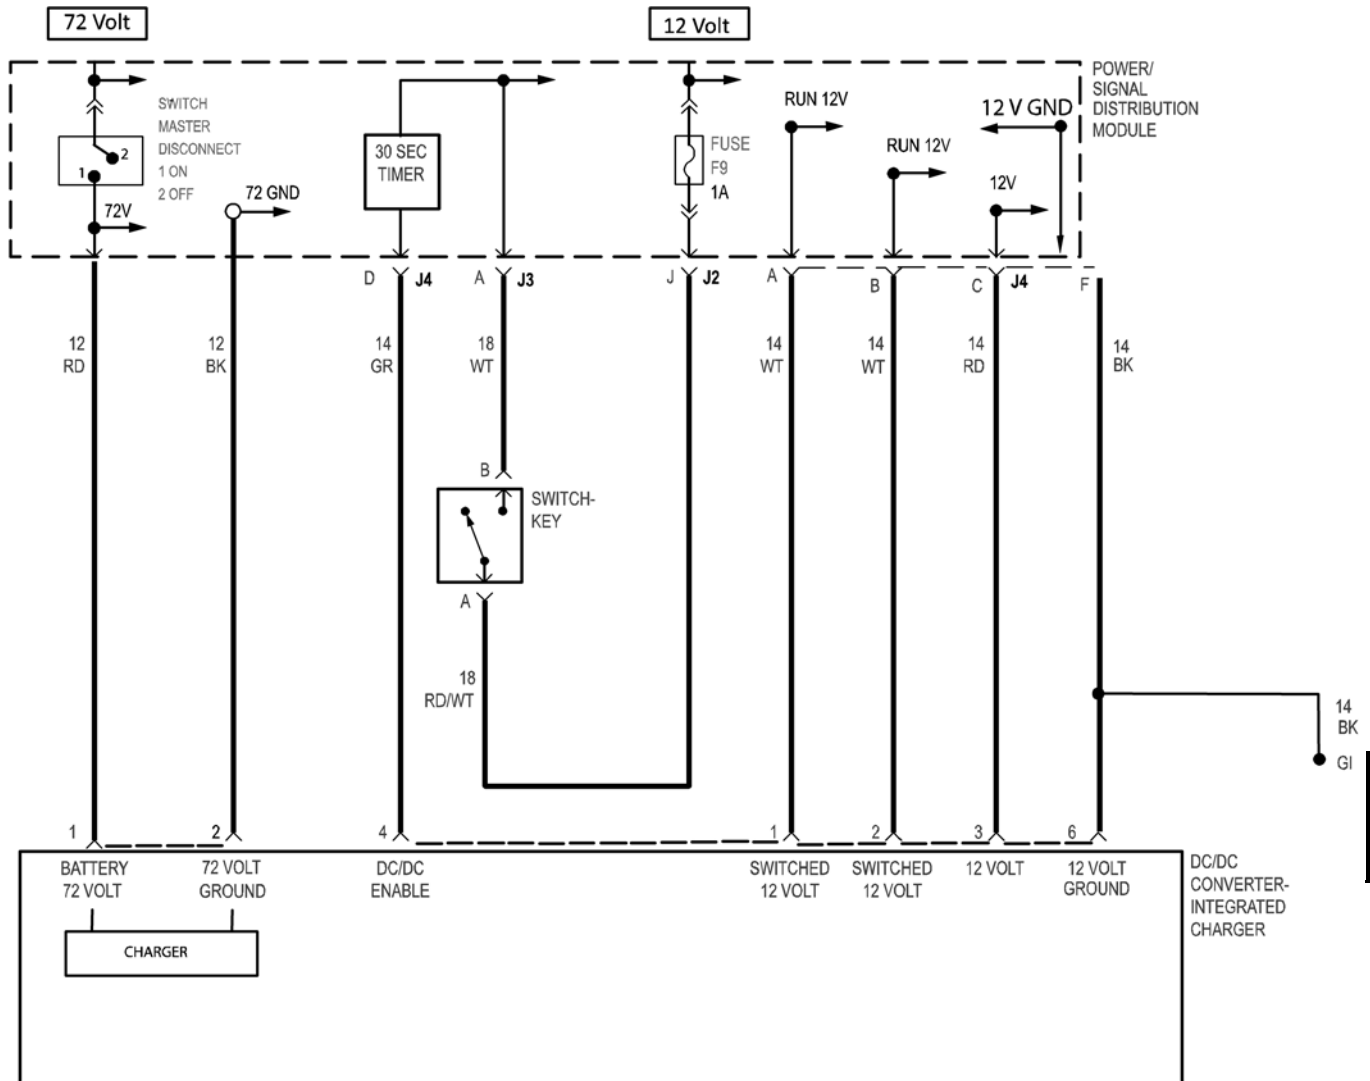 72 Volt
12 Volt
POWER/
SIGNAL
DISTRIBUTION
MODULE
SWITCH
MASTER
DISCONNECT
1 ON
2 OFF
2
1
72V
72 GND
30 SEC
TIMER
FUSE
F9
1A
RUN 12V
RUN 12V
12V
12 V GND
D
J4
A
J3
J
J2
A
B
C
J4
F
12
RD
12
BK
14
GR
18
WT
14
WT
14
WT
14
RD
14
BK
B
SWITCH-
KEY
A
18
RD/WT
14
BK
GI
1
2
4
1
2
3
6
BATTERY
72 VOLT
72 VOLT
GROUND
DC/DC
ENABLE
SWITCHED
12 VOLT
SWITCHED
12 VOLT
12 VOLT
12 VOLT
GROUND
DC/DC
CONVERTER-
INTEGRATED
CHARGER
CHARGER